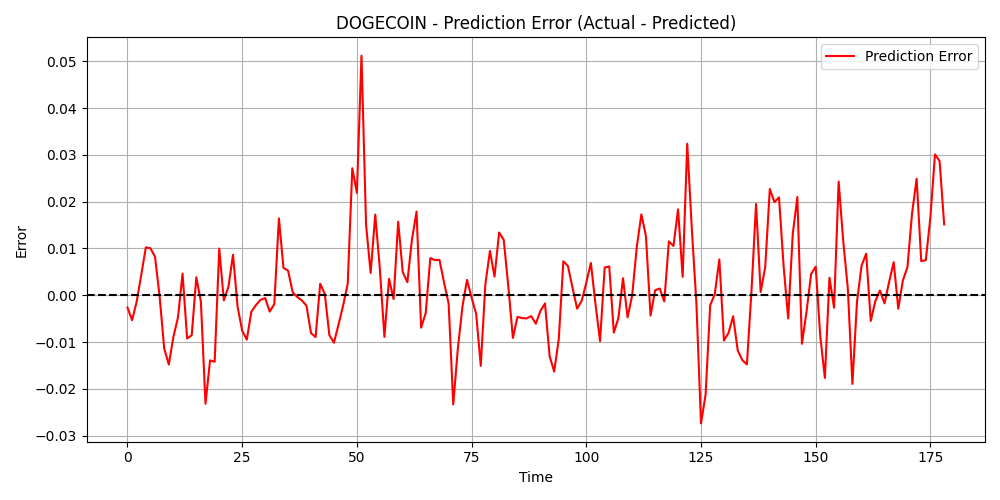 DOGECOIN - Prediction Error (Actual - Predicted)
Prediction Error
Error
0.05
0.04
0.03
0.02
0.01
0.00
−0.01
−0.02
−0.03
0 25 50 75 100 125 150 175
Time